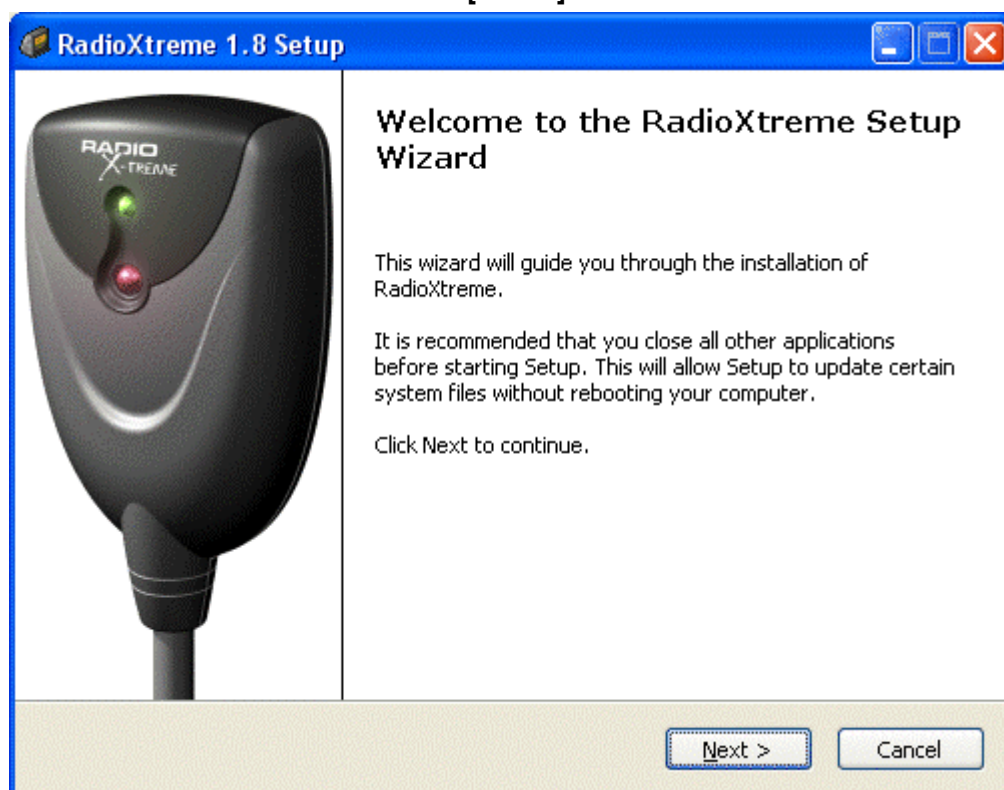 RadioXtreme 1.8 Setup
RADIO
X-TREME
Welcome to the RadioXtreme Setup
Wizard
This wizard will guide you through the installation of
RadioXtreme.
It is recommended that you close all other applications
before starting Setup. This will allow Setup to update certain
system files without rebooting your computer.
Click Next to continue.
Next >
Cancel